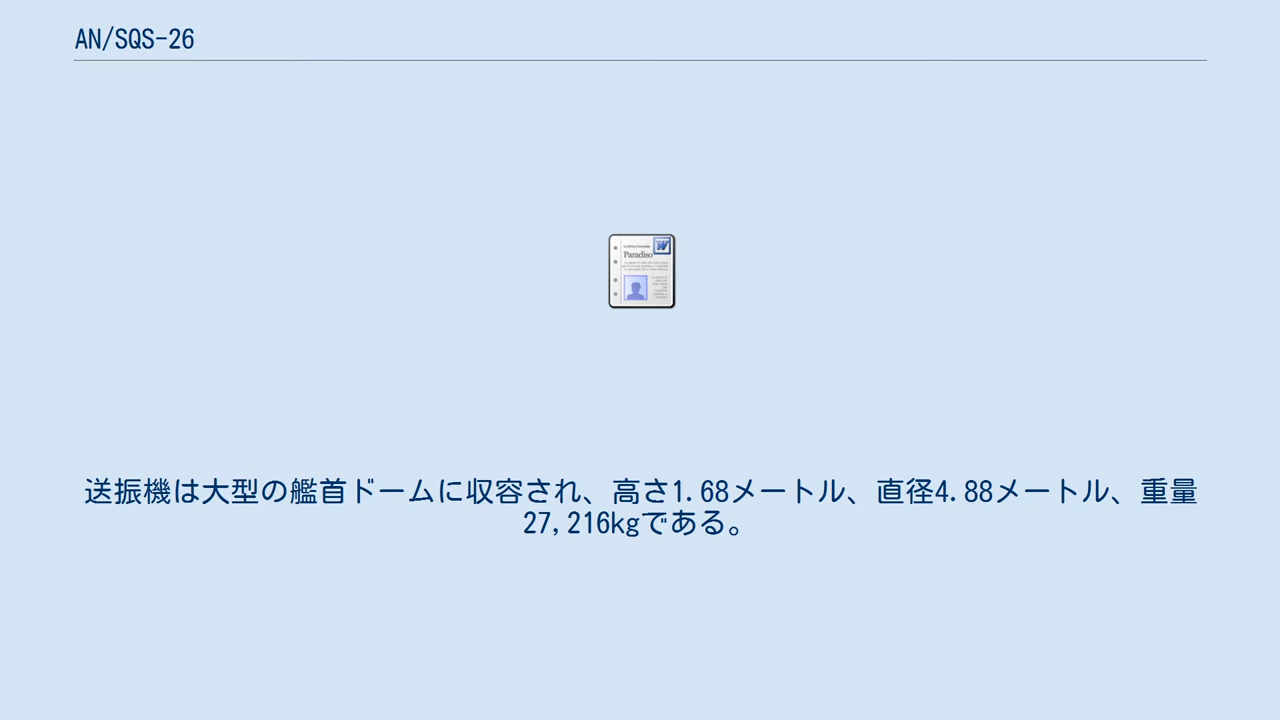 AN/SQS-26
Paradiso
送振機は大型の艦首ドームに収容され、高さ1.68メートル、直径4.88メートル、重量
27,216kgである。